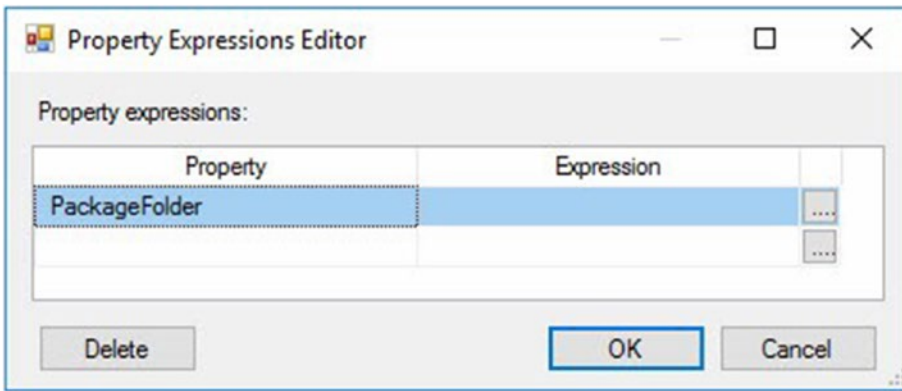 Property Expressions Editor
Property expressions:
Property Expression
PackageFolder ....
....
Delete OK Cancel